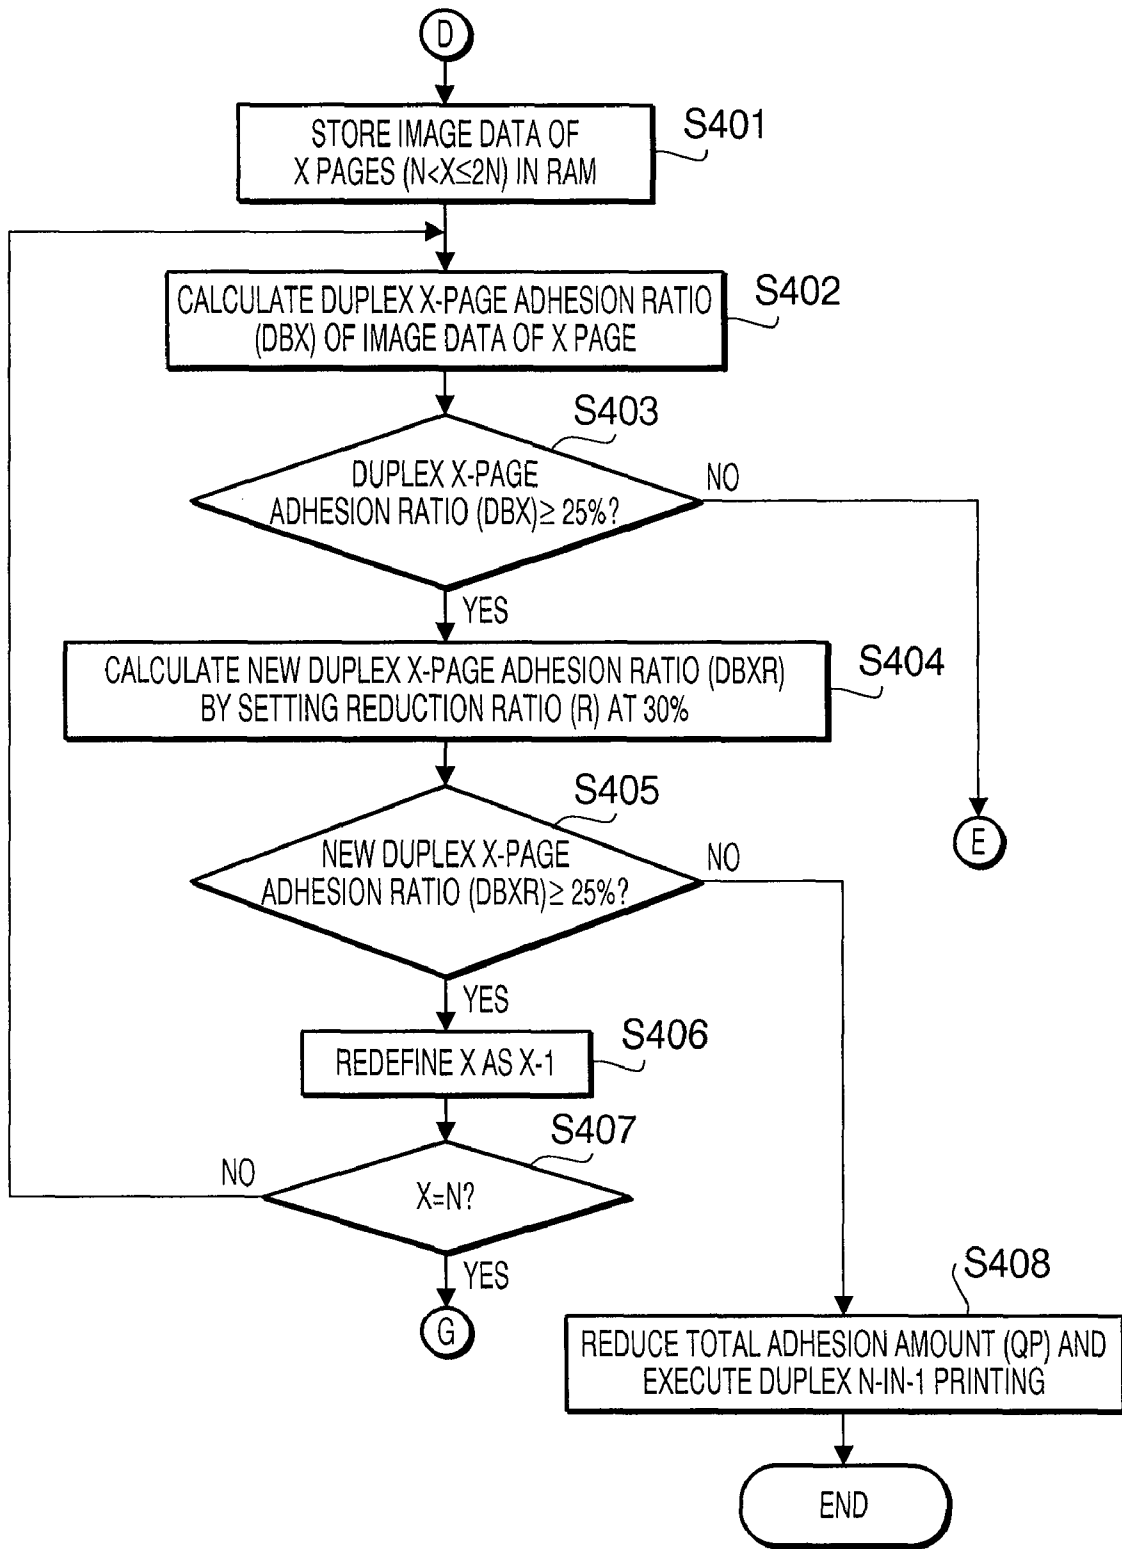 D
STORE IMAGE DATA OF
X PAGES (N<X≤2N) IN RAM
S401
CALCULATE DUPLEX X-PAGE ADHESION RATIO
(DBX) OF IMAGE DATA OF X PAGE
S402
S403
DUPLEX X-PAGE
ADHESION RATIO (DBX)≥ 25%?
NO
YES
CALCULATE NEW DUPLEX X-PAGE ADHESION RATIO (DBXR)
BY SETTING REDUCTION RATIO (R) AT 30%
S404
S405
NEW DUPLEX X-PAGE
ADHESION RATIO (DBXR)≥ 25%?
NO
E
YES
REDEFINE X AS X-1
S406
S407
X=N?
NO
YES
G
S408
REDUCE TOTAL ADHESION AMOUNT (QP) AND
EXECUTE DUPLEX N-IN-1 PRINTING
END